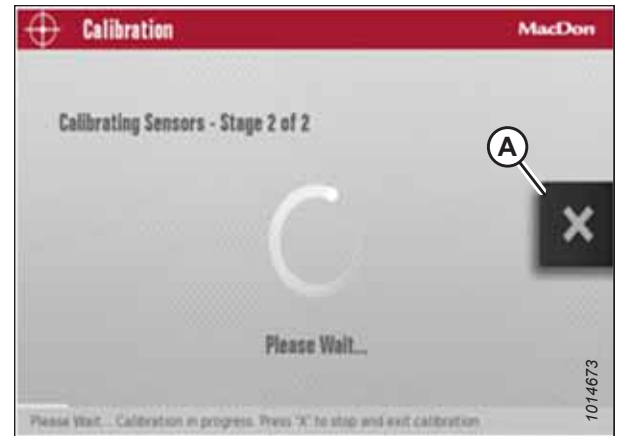 Calibration
MacDon
Calibrating Sensors - Stage 2 of 2
A
X
Please Wait...
1014673
Please Wait... Calibration in progress. Press "X" to stop and exit calibration